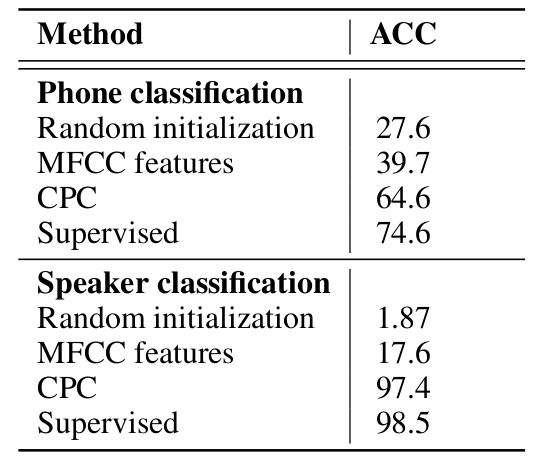 Method ACC
Phone classification
Random initialization 27.6
MFCC features 39.7
CPC 64.6
Supervised 74.6
Speaker classification
Random initialization 1.87
MFCC features 17.6
CPC 97.4
Supervised 98.5